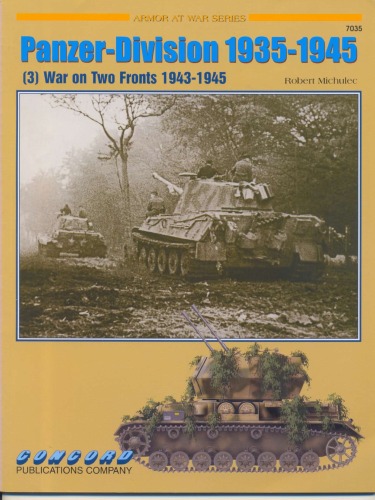 ARMOR AT WAR SERIES
7035
Panzer-Division 1935-1945
(3) War on Two Fronts 1943-1945
Robert Michulec
CONCORD
PUBLICATIONS COMPANY